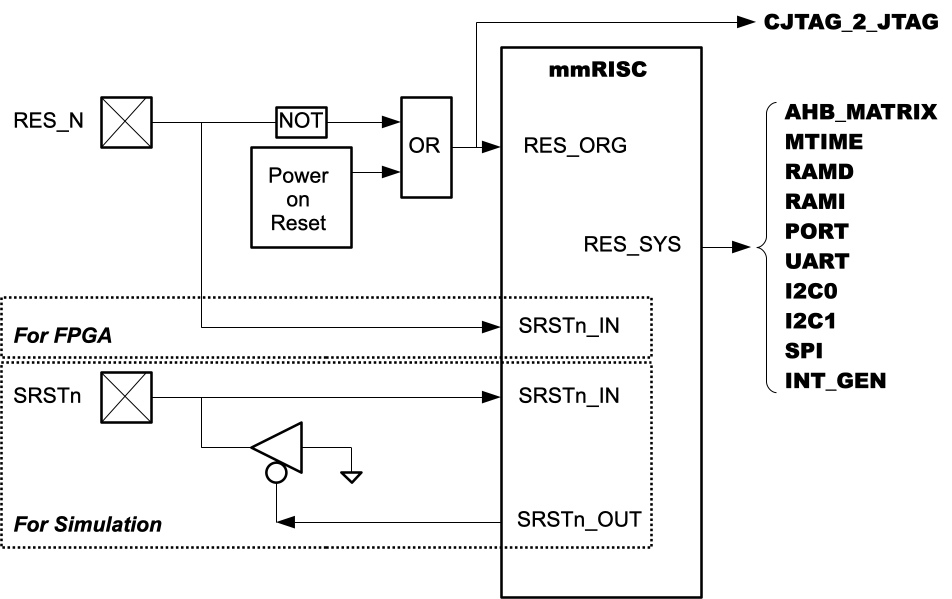 CJTAG_2_JTAG
mmRISC
RES_N
NOT
OR
RES_ORG
Power
on
Reset
RES_SYS
AHB_MATRIX
MTIME
RAMD
RAMI
PORT
UART
I2C0
I2C1
SPI
INT_GEN
For FPGA
SRSTn_IN
SRSTn
SRSTn_IN
For Simulation
SRSTn_OUT